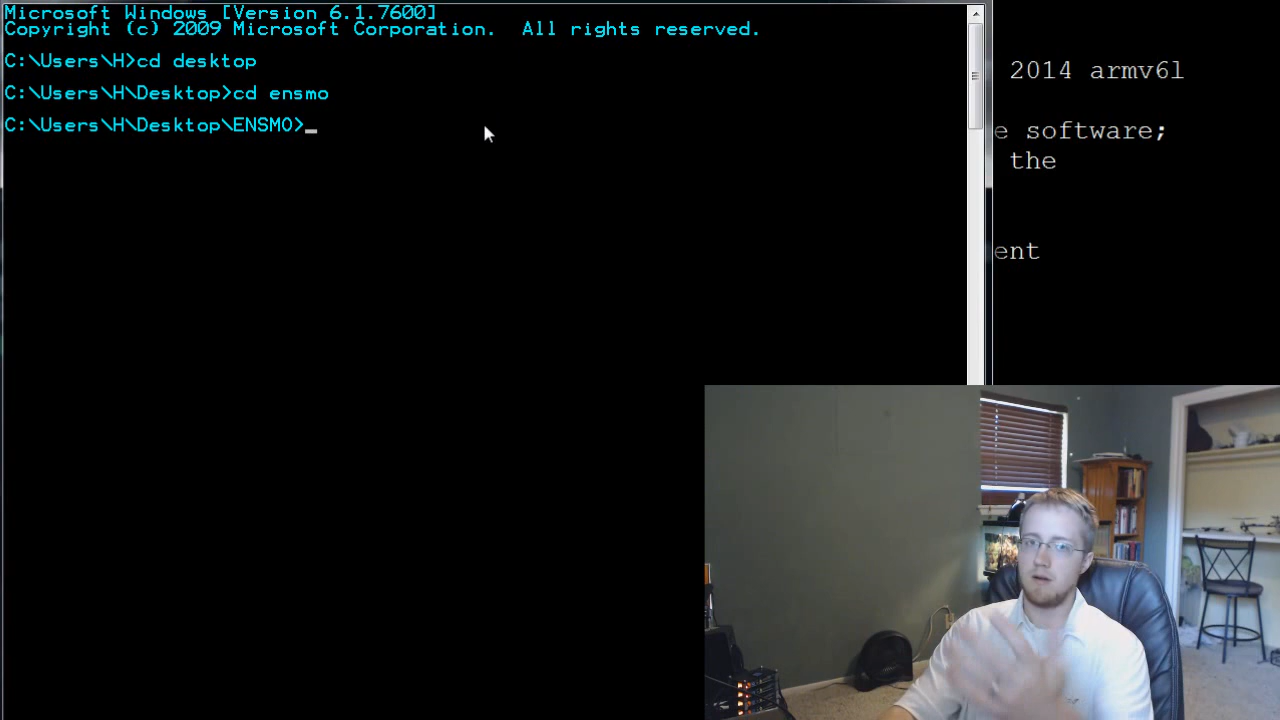 Microsoft Windows [Version 6.1.7600]
Copyright (c) 2009 Microsoft Corporation.  All rights reserved.
C:\Users\H>cd desktop
C:\Users\H\Desktop>cd ensmo
C:\Users\H\Desktop\ENSMO>_
2014 armv6l
e software;
the
ent